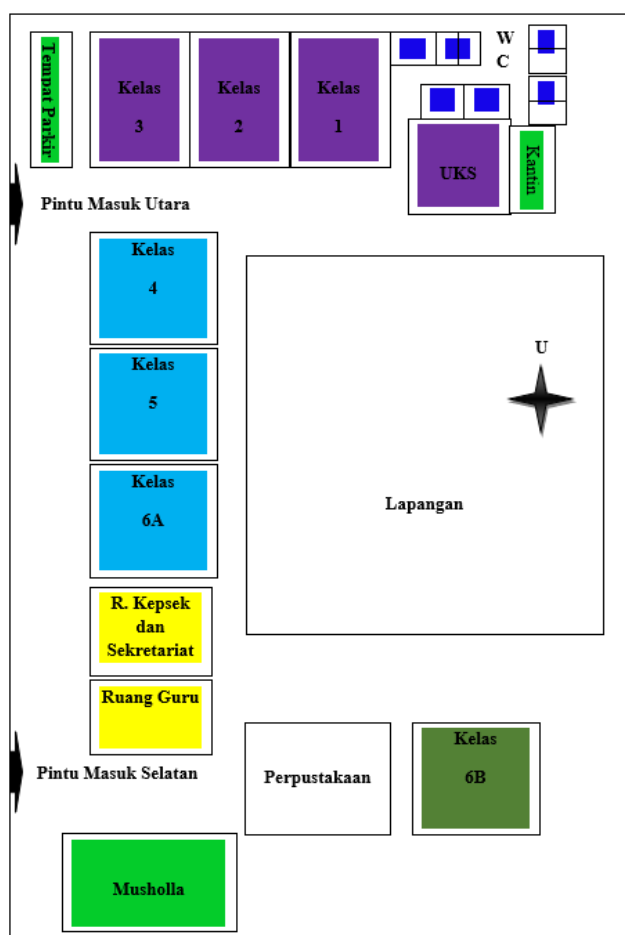 Tempat Parkir
Kelas
3
Kelas
2
Kelas
1
W
C
UKS
Kantin
Pintu Masuk Utara
Kelas
4
Kelas
5
Kelas
6A
U
Lapangan
R. Kepsek
dan
Sekretariat
Ruang Guru
Pintu Masuk Selatan
Perpustakaan
Kelas
6B
Musholla